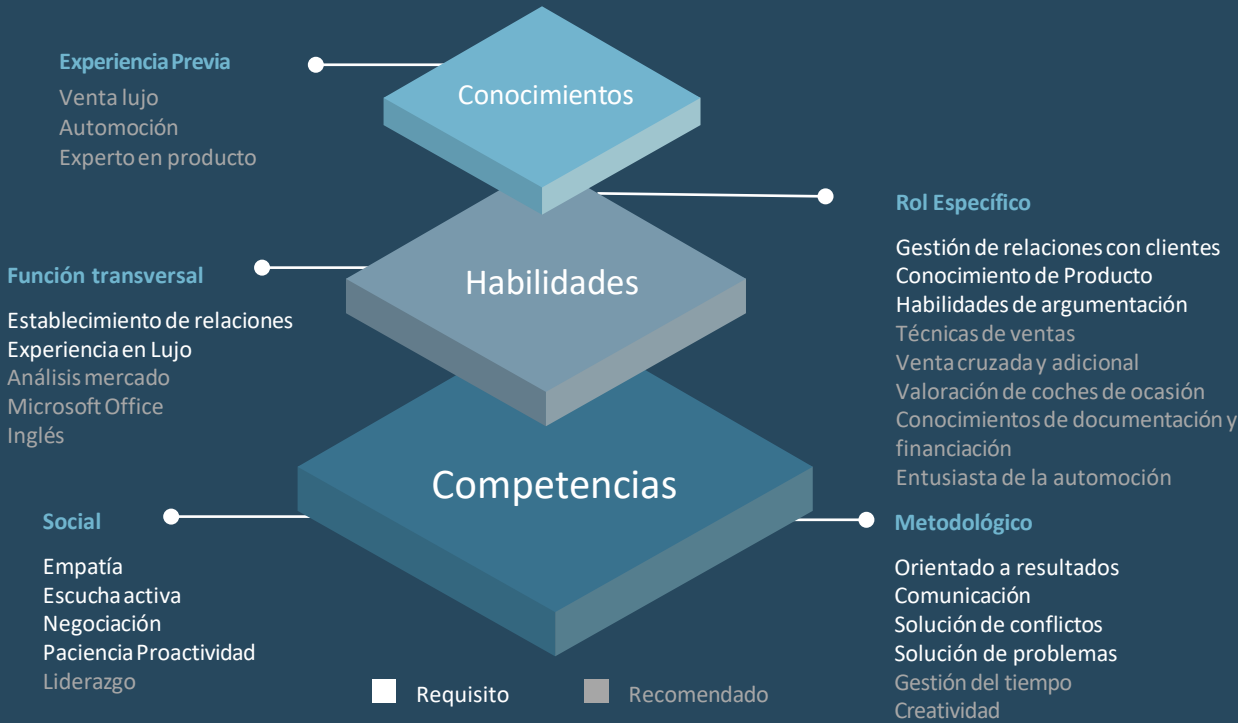 Experiencia Previa
Venta lujo
Automoción
Experto en producto
Conocimientos
Rol Específico
Gestión de relaciones con clientes
Conocimiento de Producto
Habilidades de argumentación
Técnicas de ventas
Venta cruzada y adicional
Valoración de coches de ocasión
Conocimientos de documentación y
financiación
Entusiasta de la automoción
Función transversal
Establecimiento de relaciones
Experiencia en Lujo
Análisis mercado
Microsoft Office
Inglés
Habilidades
Competencias
Social
Empatía
Escucha activa
Negociación
Paciencia Proactividad
Liderazgo
Metodológico
Orientado a resultados
Comunicación
Solución de conflictos
Solución de problemas
Gestión del tiempo
Creatividad
Requisito
Recomendado